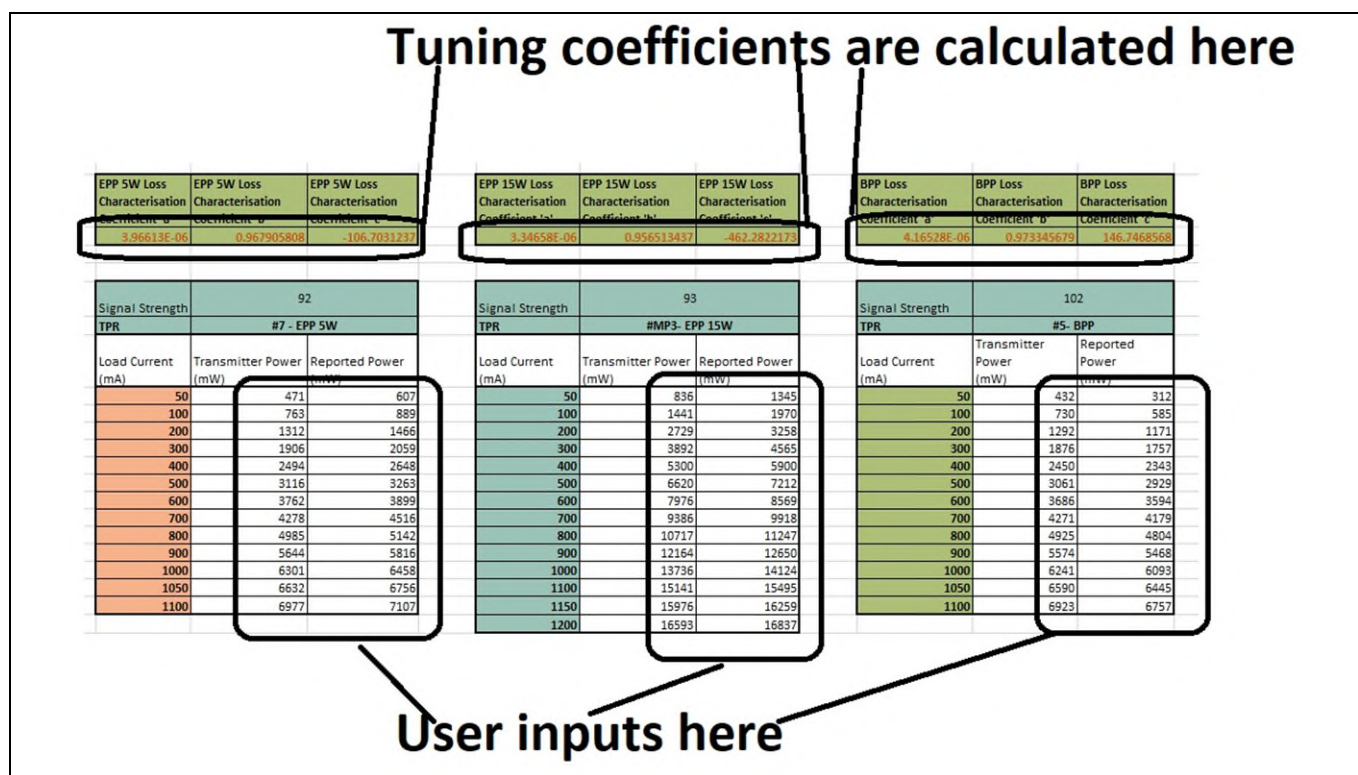 Tuning coefficients are calculated here
EPP 5W Loss Characterisation Coefficient 'a' EPP 5W Loss Characterisation Coefficient 'b' EPP 5W Loss Characterisation Coefficient 'c'
3.96613E-06 0.967905808 -106.7031237
EPP 15W Loss Characterisation Coefficient 'a' EPP 15W Loss Characterisation Coefficient 'b' EPP 15W Loss Characterisation Coefficient 'c'
3.34658E-06 0.956513437 -462.2822173
BPP Loss Characterisation Coefficient 'a' BPP Loss Characterisation Coefficient 'b' BPP Loss Characterisation Coefficient 'c'
4.16528E-06 0.973345679 146.7468568
Signal Strength 92
TPR #7 - EPP 5W
Load Current (mA) Transmitter Power (mW) Reported Power (mW)
50 471 607
100 763 889
200 1312 1466
300 1906 2059
400 2494 2648
500 3116 3263
600 3762 3899
700 4278 4516
800 4985 5142
900 5644 5816
1000 6301 6458
1050 6632 6756
1100 6977 7107
Signal Strength 93
TPR #MP3- EPP 15W
Load Current (mA) Transmitter Power (mW) Reported Power (mW)
50 836 1345
100 1441 1970
200 2729 3258
300 3892 4565
400 5300 5900
500 6620 7212
600 7976 8569
700 9386 9918
800 10717 11247
900 12164 12650
1000 13736 14124
1100 15141 15495
1150 15976 16259
1200 16593 16837
Signal Strength 102
TPR #5- BPP
Load Current (mA) Transmitter Power (mW) Reported Power (mW)
50 432 312
100 730 585
200 1292 1171
300 1876 1757
400 2450 2343
500 3061 2929
600 3686 3594
700 4271 4179
800 4925 4804
900 5574 5468
1000 6241 6093
1050 6590 6445
1100 6923 6757
User inputs here